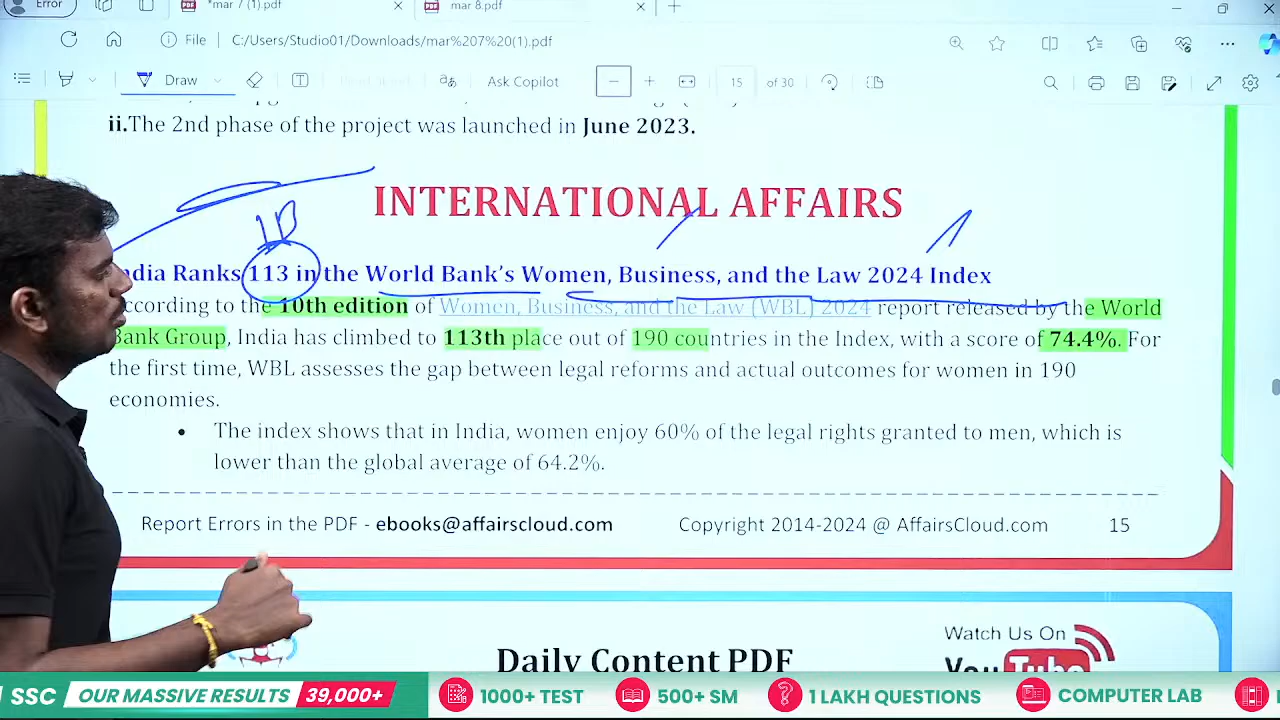 Error
*mar 7 (1).pdf
mar 8.pdf
File
C:/Users/Studio01/Downloads/mar%207%20(1).pdf
Draw
Ask Copilot
15 of 30
ii.The 2nd phase of the project was launched in June 2023.
INTERNATIONAL AFFAIRS
ndia Ranks 113 in the World Bank's Women, Business, and the Law 2024 Index
According to the 10th edition of Women, Business, and the Law (WBL) 2024 report released by the World
Bank Group, India has climbed to 113th place out of 190 countries in the Index, with a score of 74.4%. For
the first time, WBL assesses the gap between legal reforms and actual outcomes for women in 190
economies.
• The index shows that in India, women enjoy 60% of the legal rights granted to men, which is
lower than the global average of 64.2%.
Report Errors in the PDF - ebooks@affairscloud.com
Copyright 2014-2024 @ AffairsCloud.com
15
Daily Content PDF
Watch Us On
YouTube
SSC
OUR MASSIVE RESULTS
39,000+
1000+ TEST
500+ SM
1 LAKH QUESTIONS
COMPUTER LAB